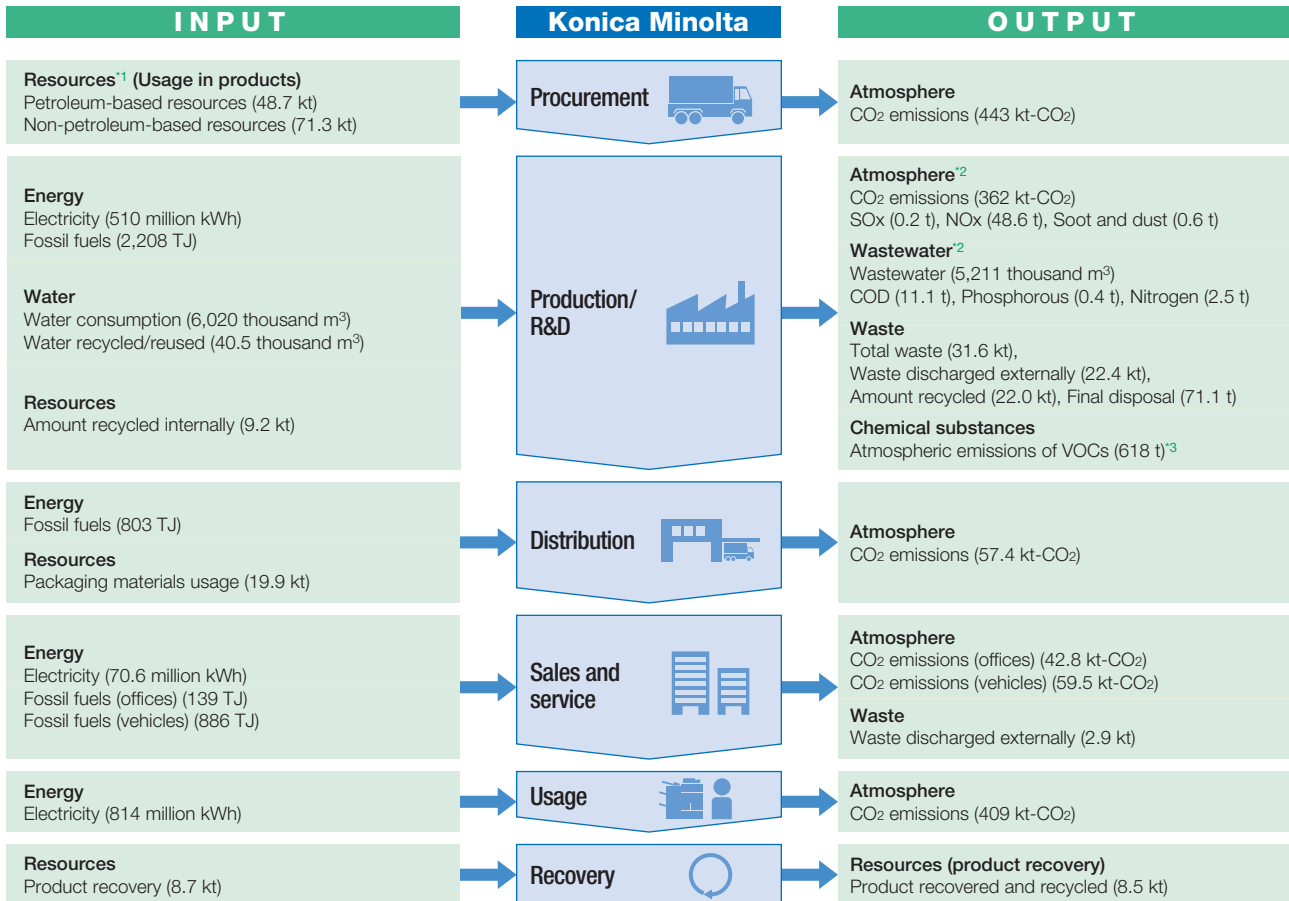 INPUT
Konica Minolta
OUTPUT
Resources*1 (Usage in products)
Petroleum-based resources (48.7 kt)
Non-petroleum-based resources (71.3 kt)
Procurement
Atmosphere
CO2 emissions (443 kt-CO2)
Energy
Electricity (510 million kWh)
Fossil fuels (2,208 TJ)
Water
Water consumption (6,020 thousand m3)
Water recycled/reused (40.5 thousand m3)
Resources
Amount recycled internally (9.2 kt)
Production/
R&D
Atmosphere*2
CO2 emissions (362 kt-CO2)
SOx (0.2 t), NOx (48.6 t), Soot and dust (0.6 t)
Wastewater*2
Wastewater (5,211 thousand m3)
COD (11.1 t), Phosphorous (0.4 t), Nitrogen (2.5 t)
Waste
Total waste (31.6 kt),
Waste discharged externally (22.4 kt),
Amount recycled (22.0 kt), Final disposal (71.1 t)
Chemical substances
Atmospheric emissions of VOCs (618 t)*3
Energy
Fossil fuels (803 TJ)
Resources
Packaging materials usage (19.9 kt)
Distribution
Atmosphere
CO2 emissions (57.4 kt-CO2)
Energy
Electricity (70.6 million kWh)
Fossil fuels (offices) (139 TJ)
Fossil fuels (vehicles) (886 TJ)
Sales and
service
Atmosphere
CO2 emissions (offices) (42.8 kt-CO2)
CO2 emissions (vehicles) (59.5 kt-CO2)
Waste
Waste discharged externally (2.9 kt)
Energy
Electricity (814 million kWh)
Usage
Atmosphere
CO2 emissions (409 kt-CO2)
Resources
Product recovery (8.7 kt)
Recovery
Resources (product recovery)
Product recovered and recycled (8.5 kt)